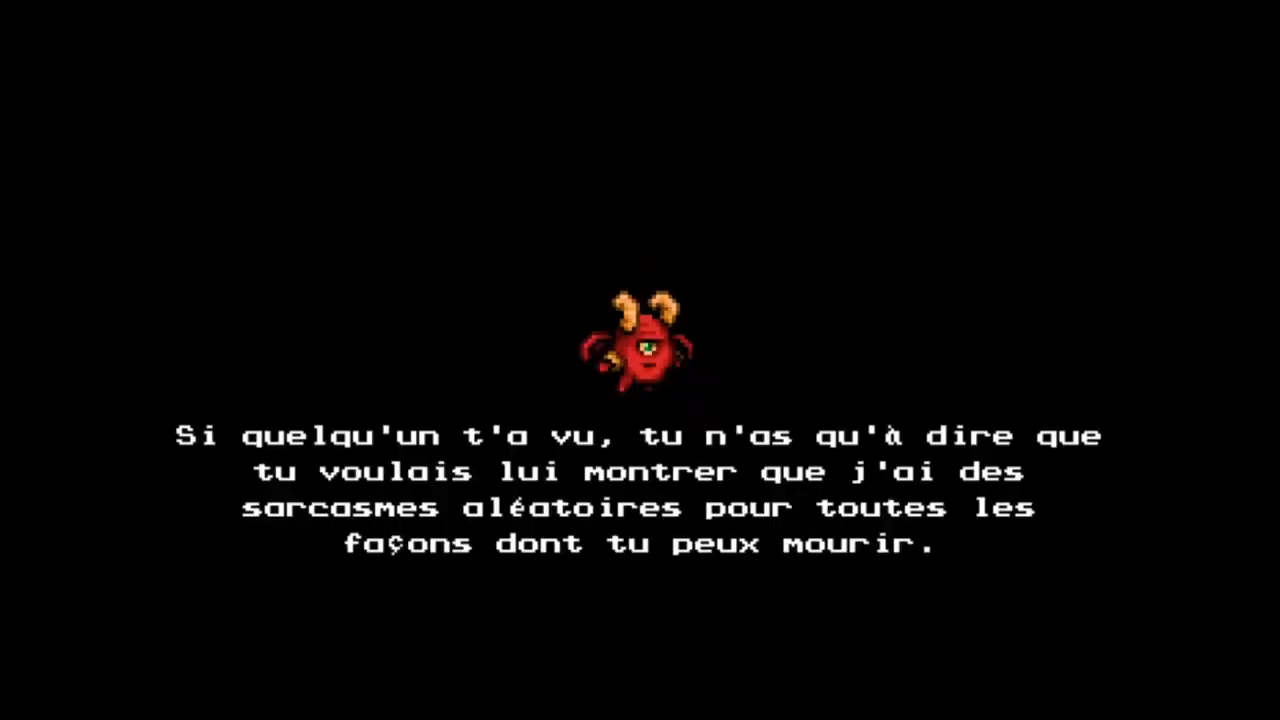 Si quelqu'un t'a vu, tu n'as qu'à dire que
tu voulais lui montrer que j'ai des
sarcasmes aléatoires pour toutes les
façons dont tu peux mourir.